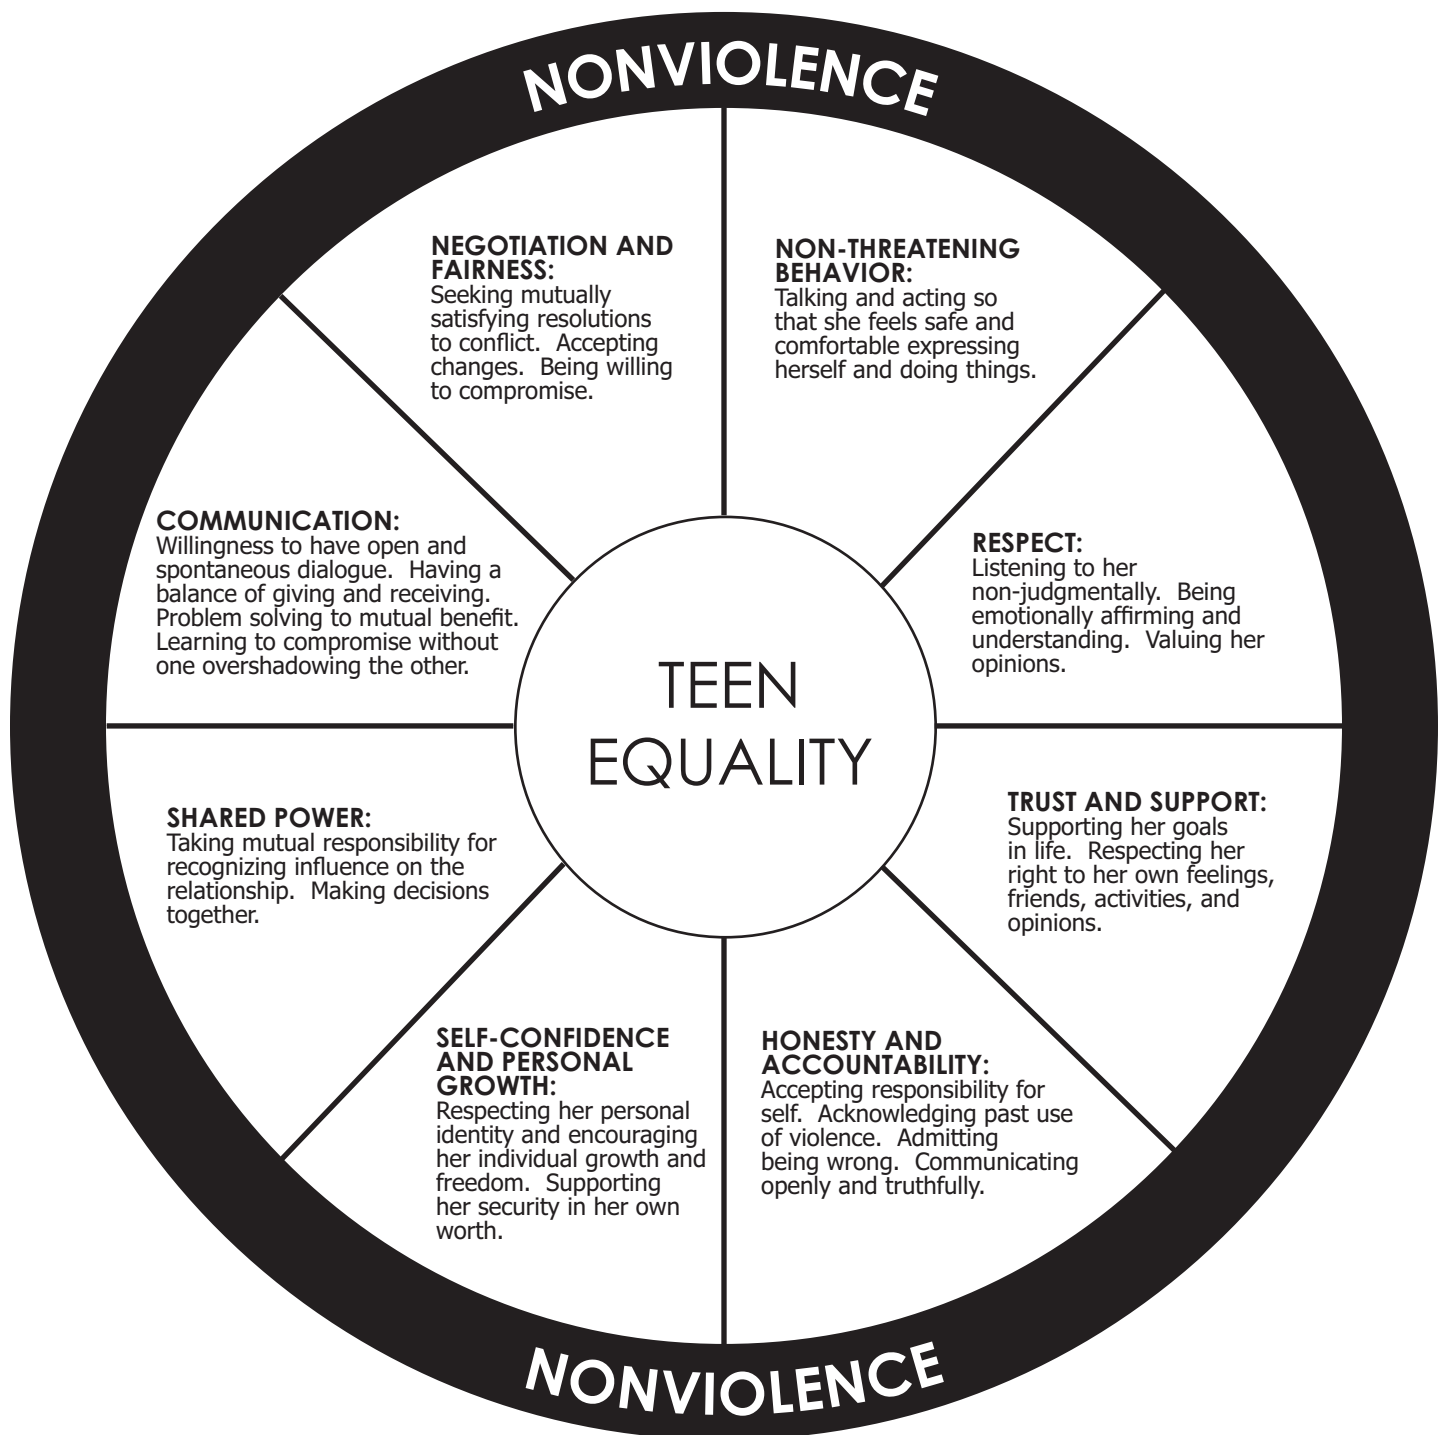 NONVIOLENCE
NEGOTIATION AND
FAIRNESS:
Seeking mutually
satisfying resolutions
to conflict.  Accepting
changes.  Being willing
to compromise.
NON-THREATENING
BEHAVIOR:
Talking and acting so
that she feels safe and
comfortable expressing
herself and doing things.
COMMUNICATION:
Willingness to have open and
spontaneous dialogue.  Having a
balance of giving and receiving.
Problem solving to mutual benefit.
Learning to compromise without
one overshadowing the other.
RESPECT:
Listening to her
non-judgmentally.  Being
emotionally affirming and
understanding.  Valuing her
opinions.
TEEN
EQUALITY
SHARED POWER:
Taking mutual responsibility for
recognizing influence on the
relationship.  Making decisions
together.
TRUST AND SUPPORT:
Supporting her goals
in life.  Respecting her
right to her own feelings,
friends, activities, and
opinions.
SELF-CONFIDENCE
AND PERSONAL
GROWTH:
Respecting her personal
identity and encouraging
her individual growth and
freedom.  Supporting
her security in her own
worth.
HONESTY AND
ACCOUNTABILITY:
Accepting responsibility for
self.  Acknowledging past use
of violence.  Admitting
being wrong.  Communicating
openly and truthfully.
NONVIOLENCE